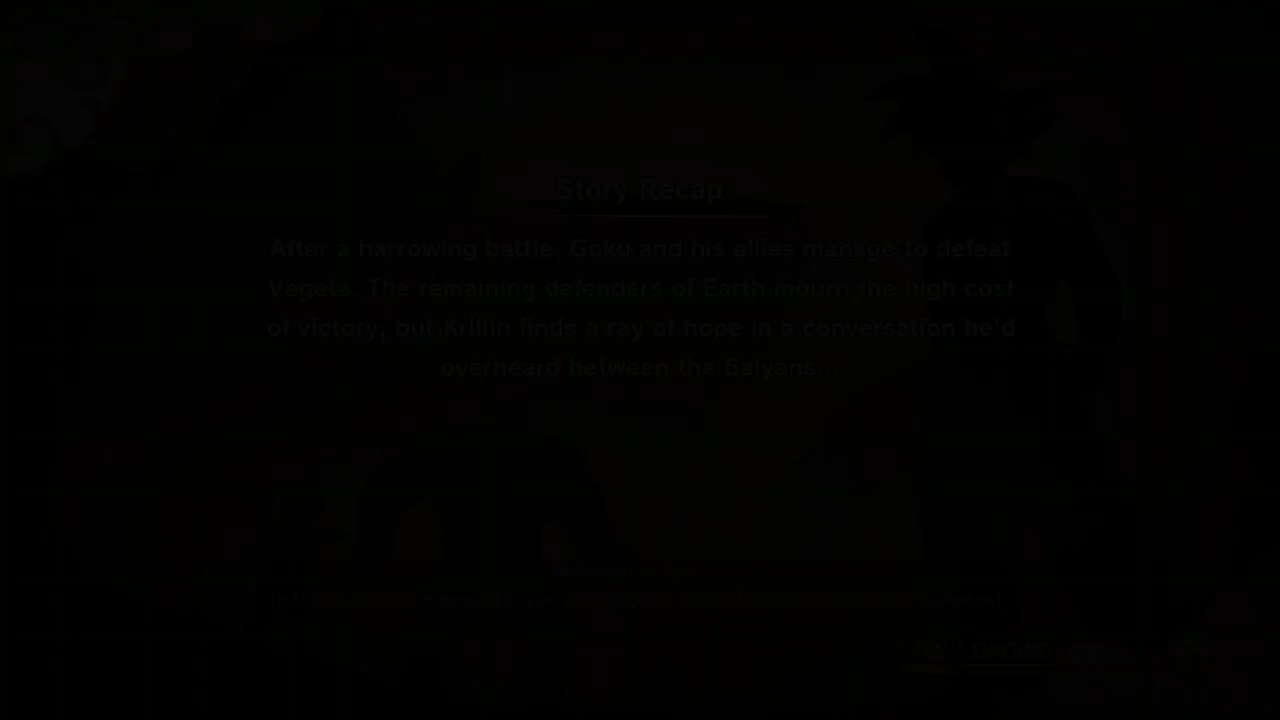 Story Recap
After a harrowing battle, Goku and his allies manage to defeat
Vegeta. The remaining defenders of Earth mourn the high cost
of victory, but Krillin finds a ray of hope in a conversation he'd
overheard between the Saiyans...
LOADING